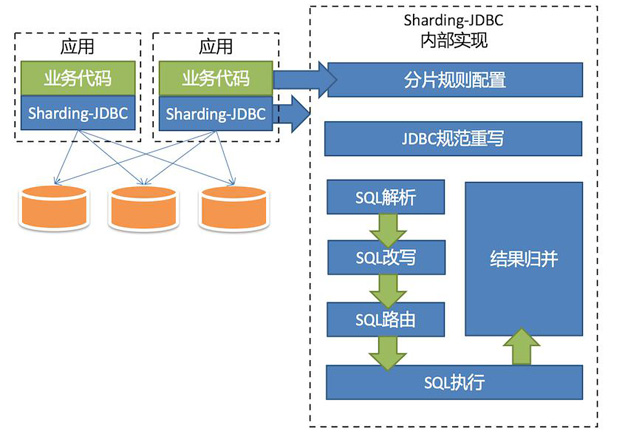 应用
业务代码
Sharding-JDBC
应用
业务代码
Sharding-JDBC
Sharding-JDBC
内部实现
分片规则配置
JDBC规范重写
SQL解析
SQL改写
SQL路由
结果归并
SQL执行